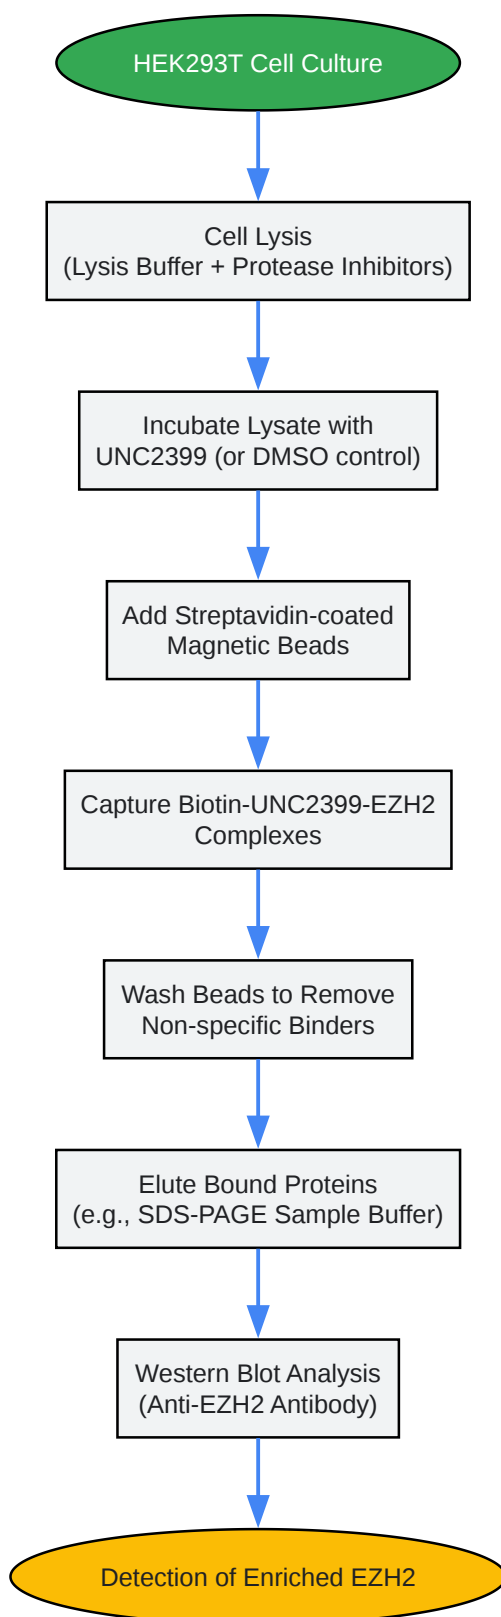 HEK293T Cell Culture
Cell Lysis
(Lysis Buffer + Protease Inhibitors)
Incubate Lysate with
UNC2399 (or DMSO control)
Add Streptavidin-coated
Magnetic Beads
Capture Biotin-UNC2399-EZH2
Complexes
Wash Beads to Remove
Non-specific Binders
Elute Bound Proteins
(e.g., SDS-PAGE Sample Buffer)
Western Blot Analysis
(Anti-EZH2 Antibody)
Detection of Enriched EZH2